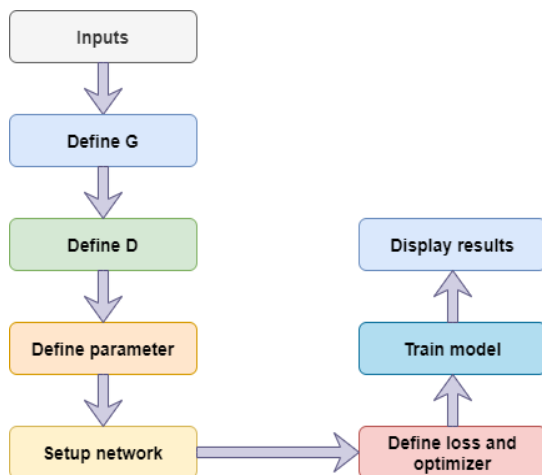 Inputs
Define G
Define D
Define parameter
Setup network
Define loss and
optimizer
Train model
Display results